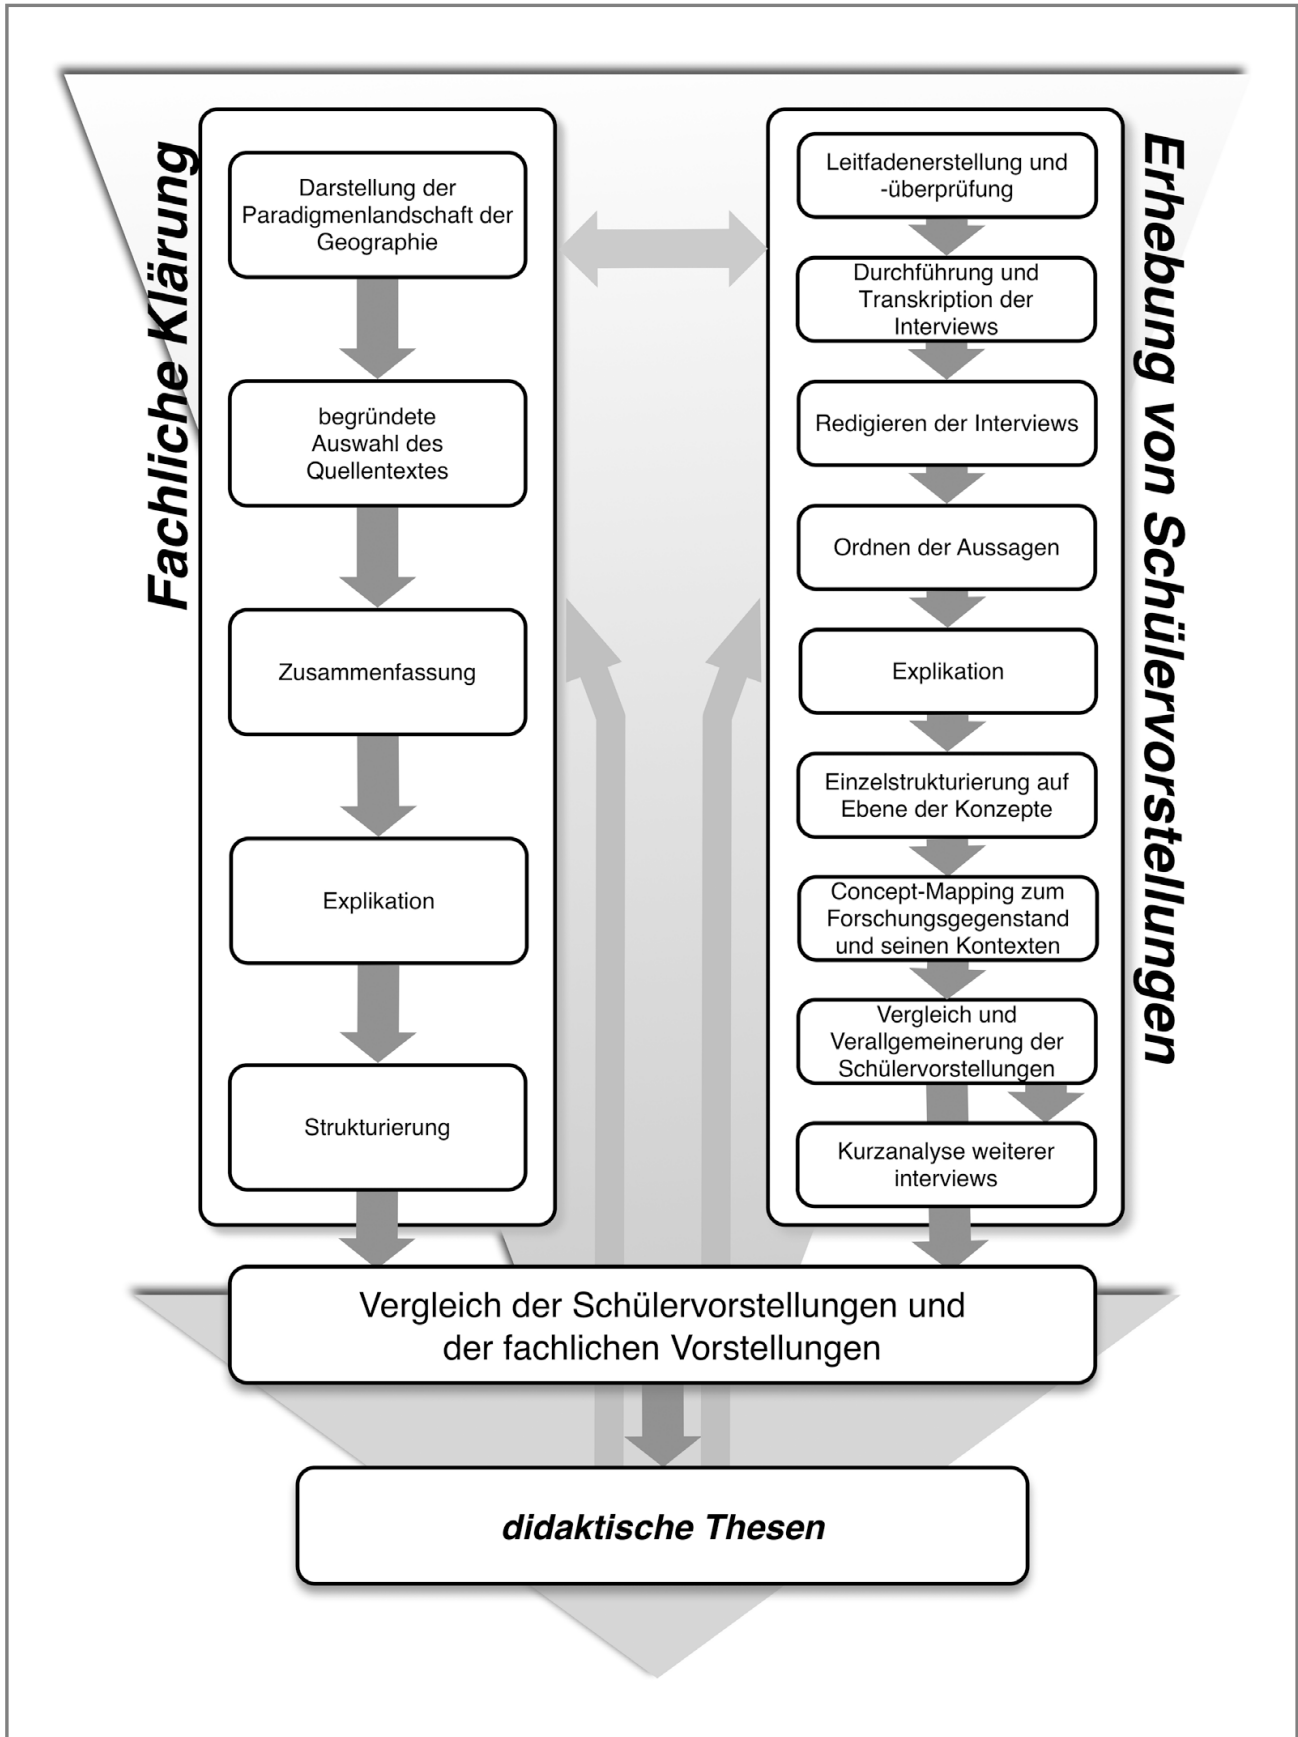 Fachliche Klärung
Darstellung der
Paradigmenlandschaft der
Geographie
begründete
Auswahl des
Quellentextes
Zusammenfassung
Explikation
Strukturierung
Erhebung von Schülervorstellungen
Leitfadenerstellung und
-überprüfung
Durchführung und
Transkription der
Interviews
Redigieren der Interviews
Ordnen der Aussagen
Explikation
Einzelstrukturierung auf
Ebene der Konzepte
Concept-Mapping zum
Forschungsgegenstand
und seinen Kontexten
Vergleich und
Verallgemeinerung der
Schülervorstellungen
Kurzanalyse weiterer
interviews
Vergleich der Schülervorstellungen und
der fachlichen Vorstellungen
didaktische Thesen